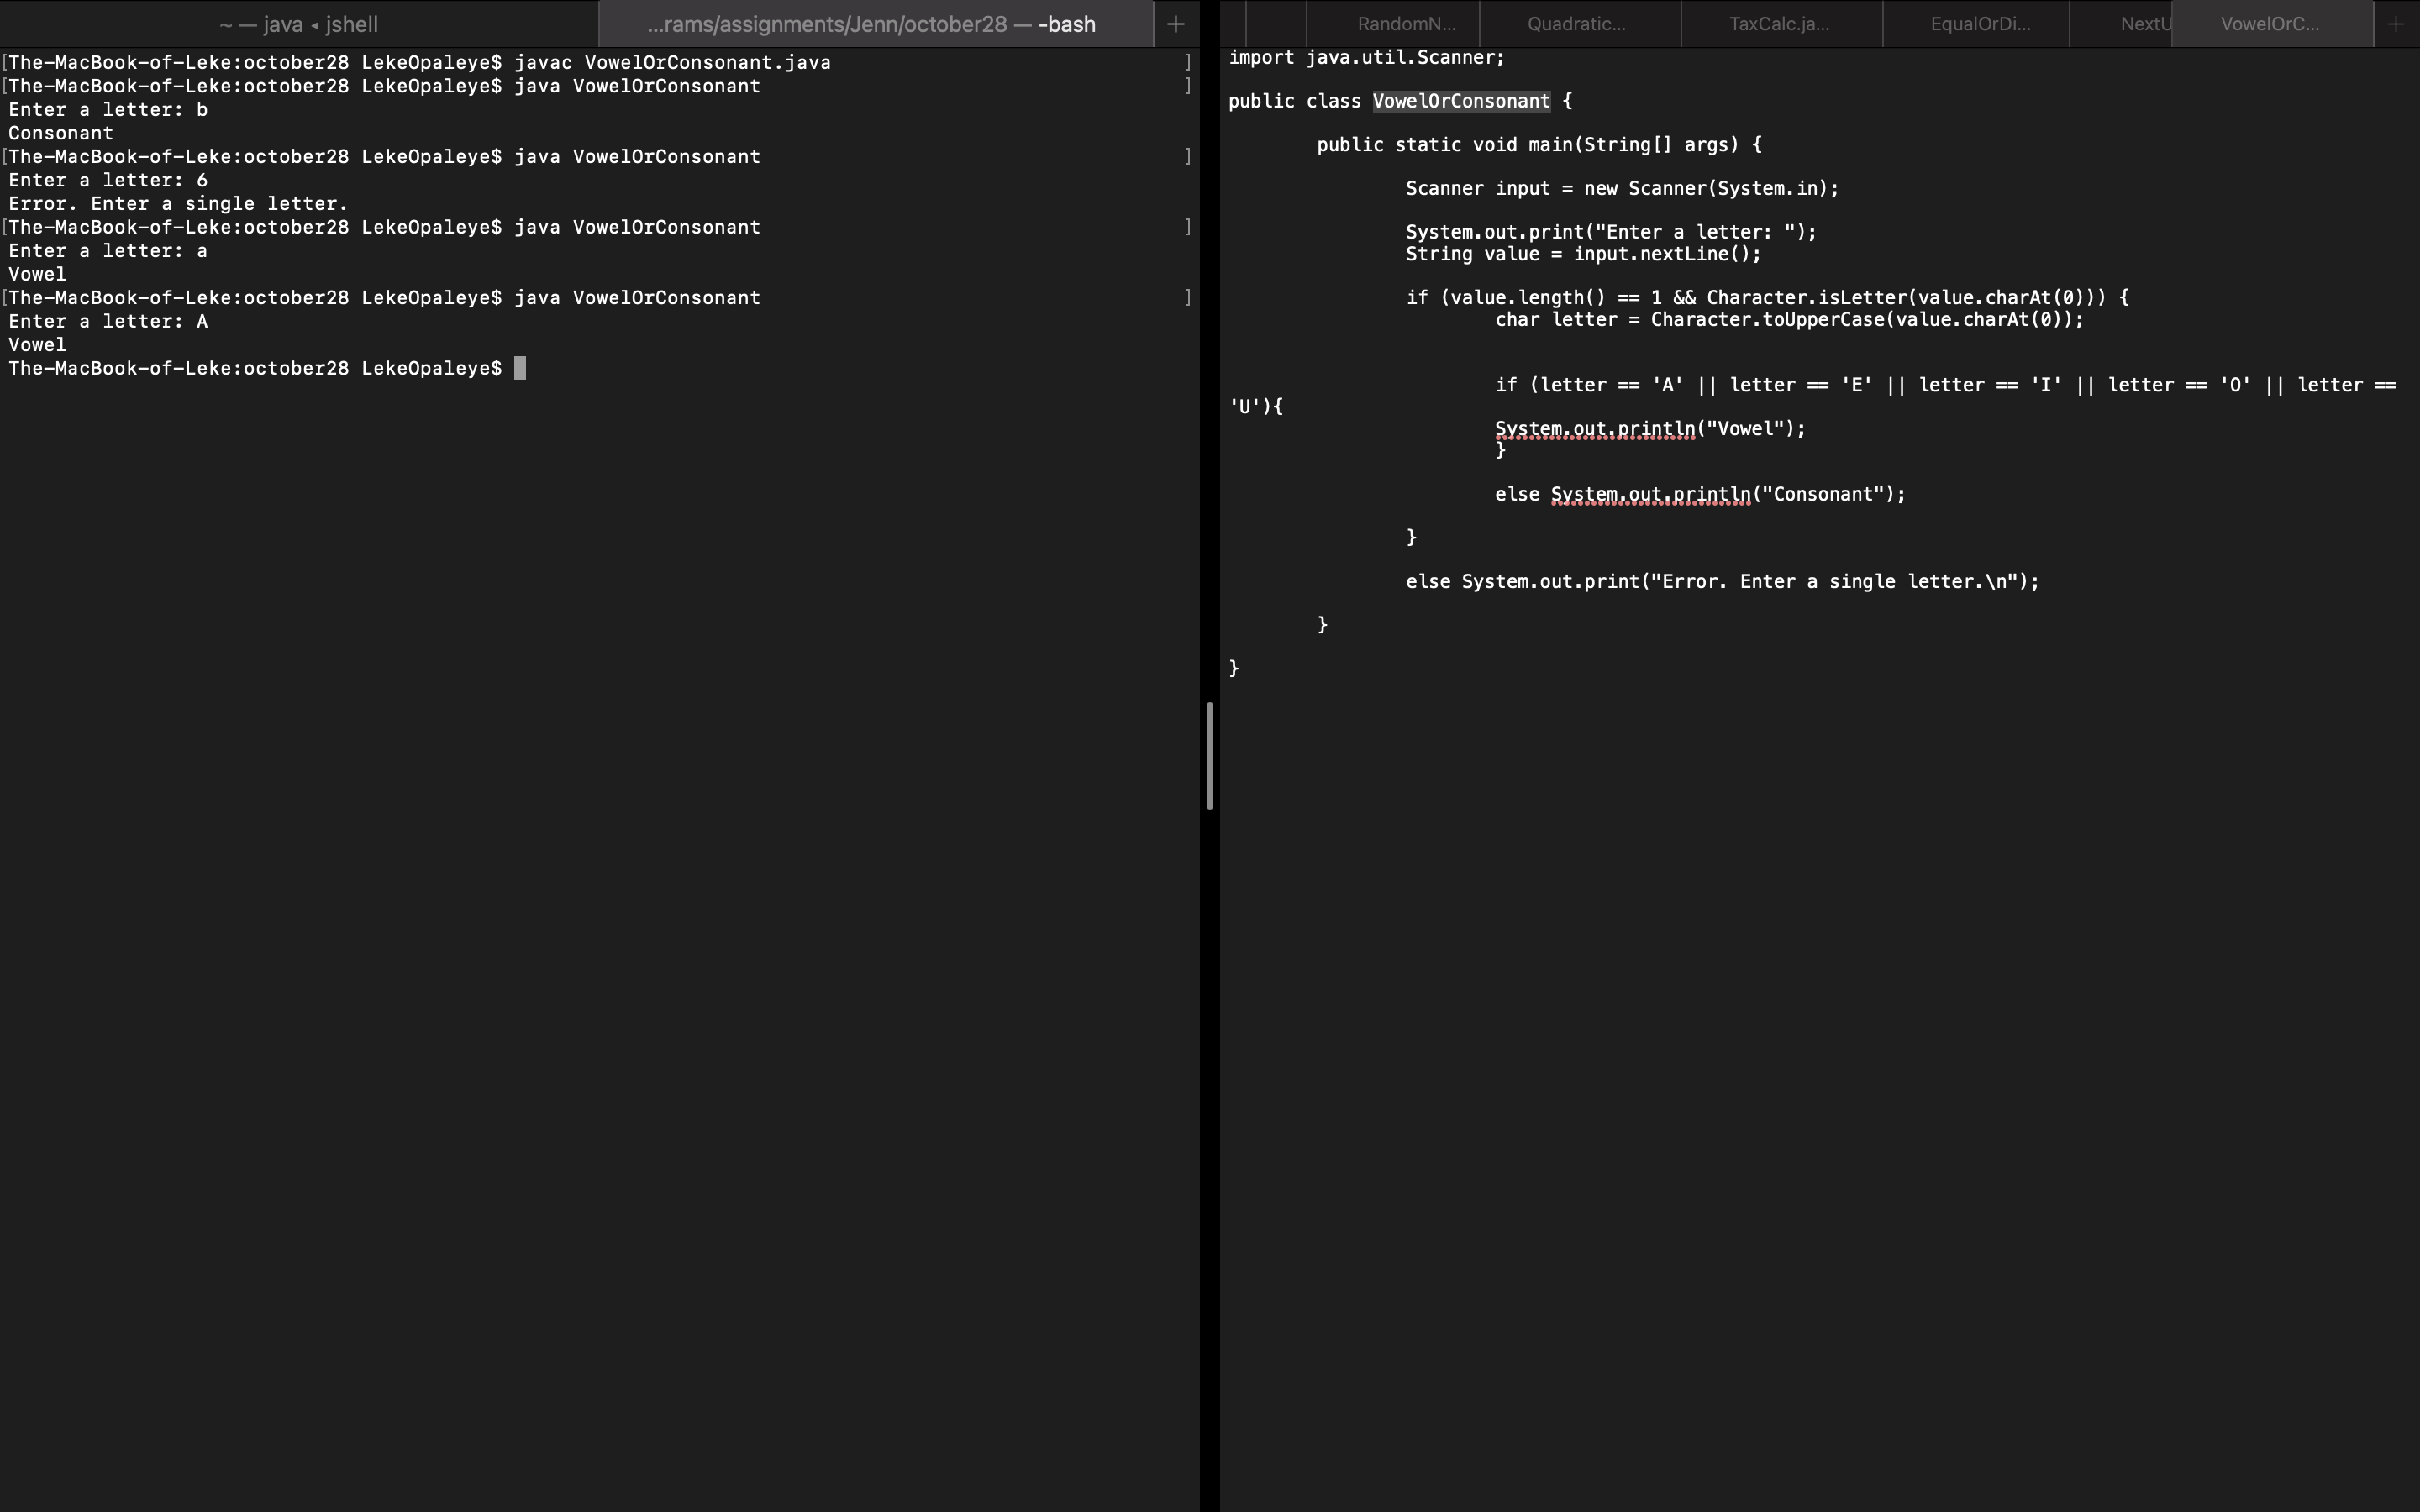 ~ — java ◂ jshell
...rams/assignments/Jenn/october28 — -bash
+
[The-MacBook-of-Leke:october28 LekeOpaleye$ javac VowelOrConsonant.java ]
[The-MacBook-of-Leke:october28 LekeOpaleye$ java VowelOrConsonant ]
Enter a letter: b
Consonant
[The-MacBook-of-Leke:october28 LekeOpaleye$ java VowelOrConsonant ]
Enter a letter: 6
Error. Enter a single letter.
[The-MacBook-of-Leke:october28 LekeOpaleye$ java VowelOrConsonant ]
Enter a letter: a
Vowel
[The-MacBook-of-Leke:october28 LekeOpaleye$ java VowelOrConsonant ]
Enter a letter: A
Vowel
The-MacBook-of-Leke:october28 LekeOpaleye$
RandomN... Quadratic... TaxCalc.ja... EqualOrDi... NextU VowelOrC... +
import java.util.Scanner;
public class VowelOrConsonant {
public static void main(String[] args) {
Scanner input = new Scanner(System.in);
System.out.print("Enter a letter: ");
String value = input.nextLine();
if (value.length() == 1 && Character.isLetter(value.charAt(0))) {
char letter = Character.toUpperCase(value.charAt(0));
if (letter == 'A' || letter == 'E' || letter == 'I' || letter == 'O' || letter ==
'U'){
System.out.println("Vowel");
}
else System.out.println("Consonant");
}
else System.out.print("Error. Enter a single letter.\n");
}
}